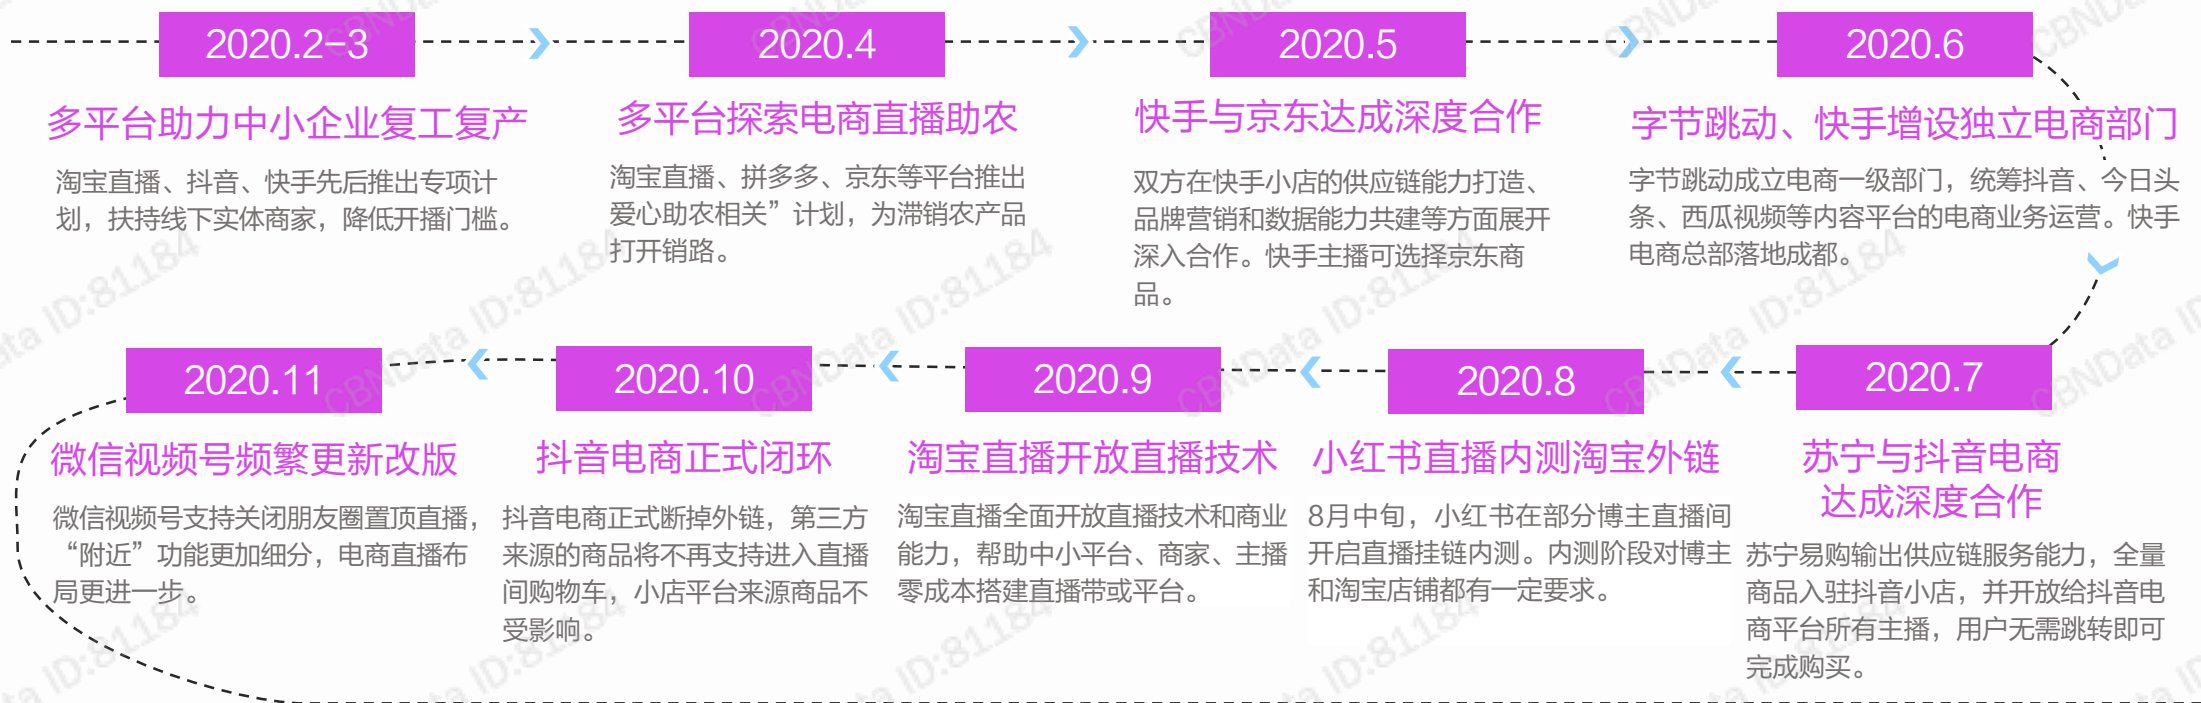 2020.2-3
多平台助力中小企业复工复产
淘宝直播、抖音、快手先后推出专项计
划，扶持线下实体商家，降低开播门槛。
2020.4
多平台探索电商直播助农
淘宝直播、拼多多、京东等平台推出
爱心助农相关”计划，为滞销农产品
打开销路。
2020.5
快手与京东达成深度合作
双方在快手小店的供应链能力打造、
品牌营销和数据能力共建等方面展开
深入合作。快手主播可选择京东商
品。
2020.6
字节跳动、快手增设独立电商部门
字节跳动成立电商一级部门，统筹抖音、今日头
条、西瓜视频等内容平台的电商业务运营。快手
电商总部落地成都。
2020.7
苏宁与抖音电商
达成深度合作
苏宁易购输出供应链服务能力，全量
商品入驻抖音小店，并开放给抖音电
商平台所有主播，用户无需跳转即可
完成购买。
2020.8
小红书直播内测淘宝外链
8月中旬，小红书在部分博主直播间
开启直播挂链内测。内测阶段对博主
和淘宝店铺都有一定要求。
2020.9
淘宝直播开放直播技术
淘宝直播全面开放直播技术和商业
能力，帮助中小平台、商家、主播
零成本搭建直播带或平台。
2020.10
抖音电商正式闭环
抖音电商正式断掉外链，第三方
来源的商品将不再支持进入直播
间购物车，小店平台来源商品不
受影响。
2020.11
微信视频号频繁更新改版
微信视频号支持关闭朋友圈置顶直播，
“附近”功能更加细分，电商直播布
局更进一步。
CBNData ID:81184